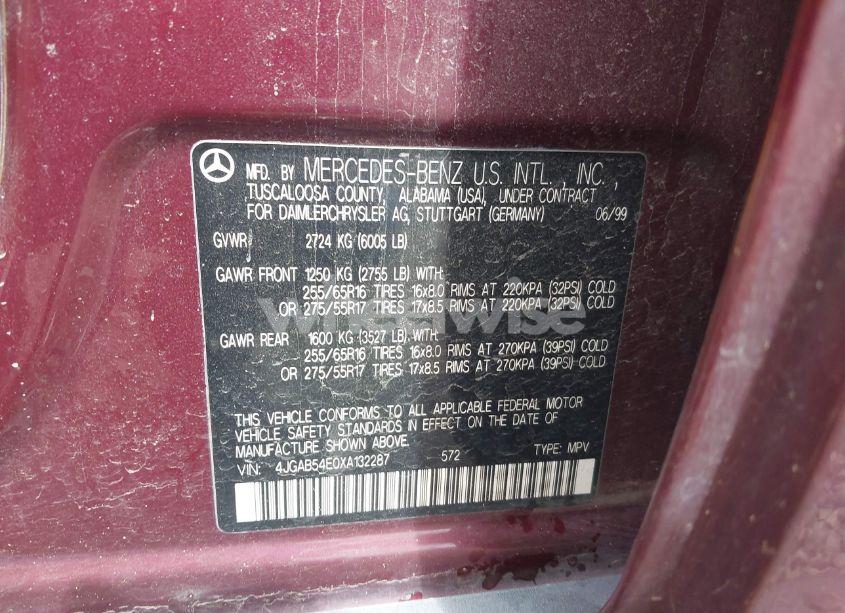 MFD. BY MERCEDES-BENZ U.S. INTL., INC.,
TUSCALOOSA COUNTY, ALABAMA (USA), UNDER CONTRACT
FOR DAIMLERCHRYSLER AG, STUTTGART (GERMANY) 06/99
GVWR 2724 KG (6005 LB)
GAWR FRONT 1250 KG (2755 LB) WITH:
255/65R16 TIRES 16x8.0 RIMS AT 220KPA (32PSI) COLD
OR 275/55R17 TIRES 17x8.5 RIMS AT 220KPA (32PSI) COLD
GAWR REAR 1600 KG (3527 LB) WITH:
255/65R16 TIRES 16x8.0 RIMS AT 270KPA (39PSI) COLD
OR 275/55R17 TIRES 17x8.5 RIMS AT 270KPA (39PSI) COLD
wheelwise
THIS VEHICLE CONFORMS TO ALL APPLICABLE FEDERAL MOTOR
VEHICLE SAFETY STANDARDS IN EFFECT ON THE DATE OF
MANUFACTURE SHOWN ABOVE.
VIN: 4JGAB54E0XA132287 572 TYPE: MPV